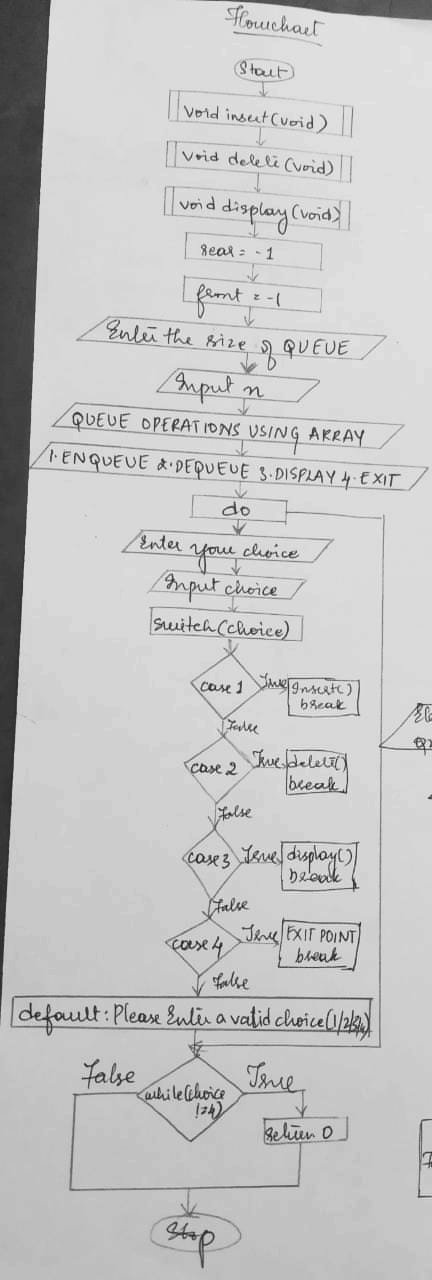 Flowchart
Start
void insert(void)
void delete(void)
void display(void)
rear = -1
front = -1
Enter the size of QUEUE
Input n
QUEUE OPERATIONS USING ARRAY
1.ENQUEUE 2.DEQUEUE 3.DISPLAY 4.EXIT
do
Enter your choice
Input choice
switch(choice)
case 1
True
insert()
break
False
case 2
True
delete()
break
False
case 3
True
display()
break
False
case 4
True
EXIT POINT
break
False
default: Please Enter a valid choice(1/2/3/4)
False
while(choice
!=4)
True
return 0
Stop